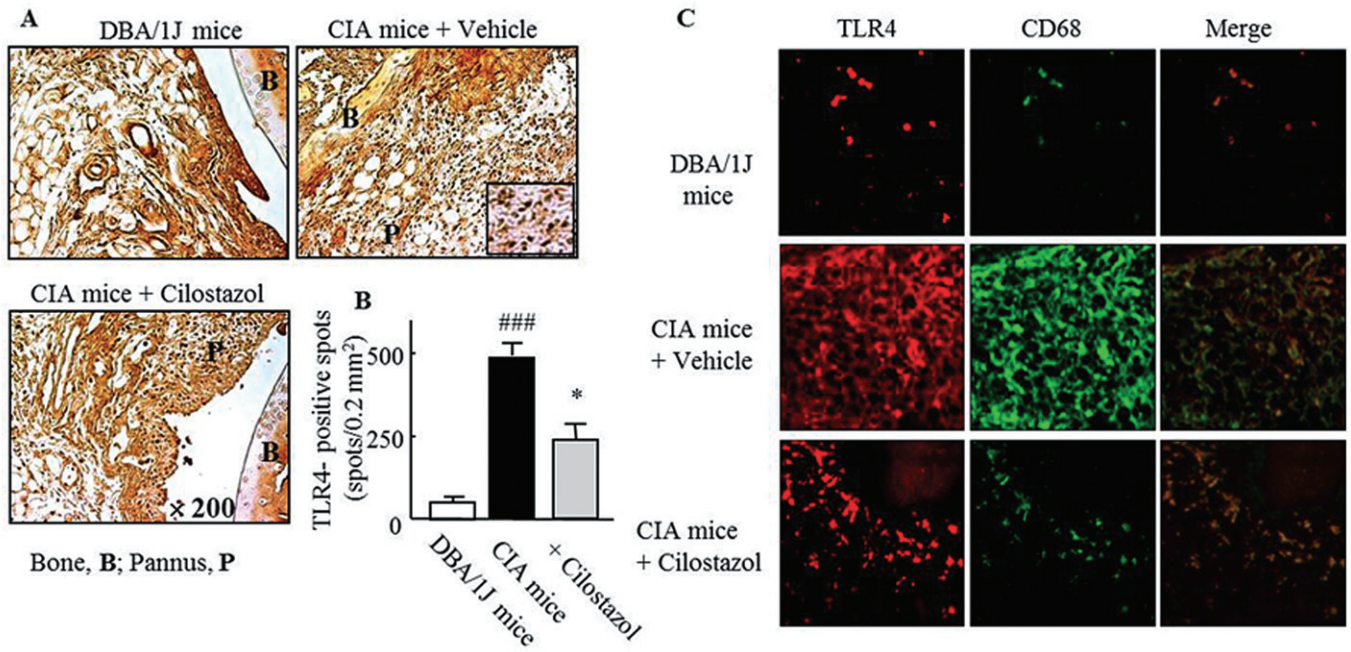 A
DBA/1J mice
CIA mice + Vehicle
B
B
P
CIA mice + Cilostazol
P
B
× 200
Bone, B; Pannus, P
B
TLR4- positive spots
(spots/0.2 mm²)
500
250
0
###
*
DBA/1J mice
CIA mice
+ Cilostazol
C
TLR4
CD68
Merge
DBA/1J
mice
CIA mice
+ Vehicle
CIA mice
+ Cilostazol